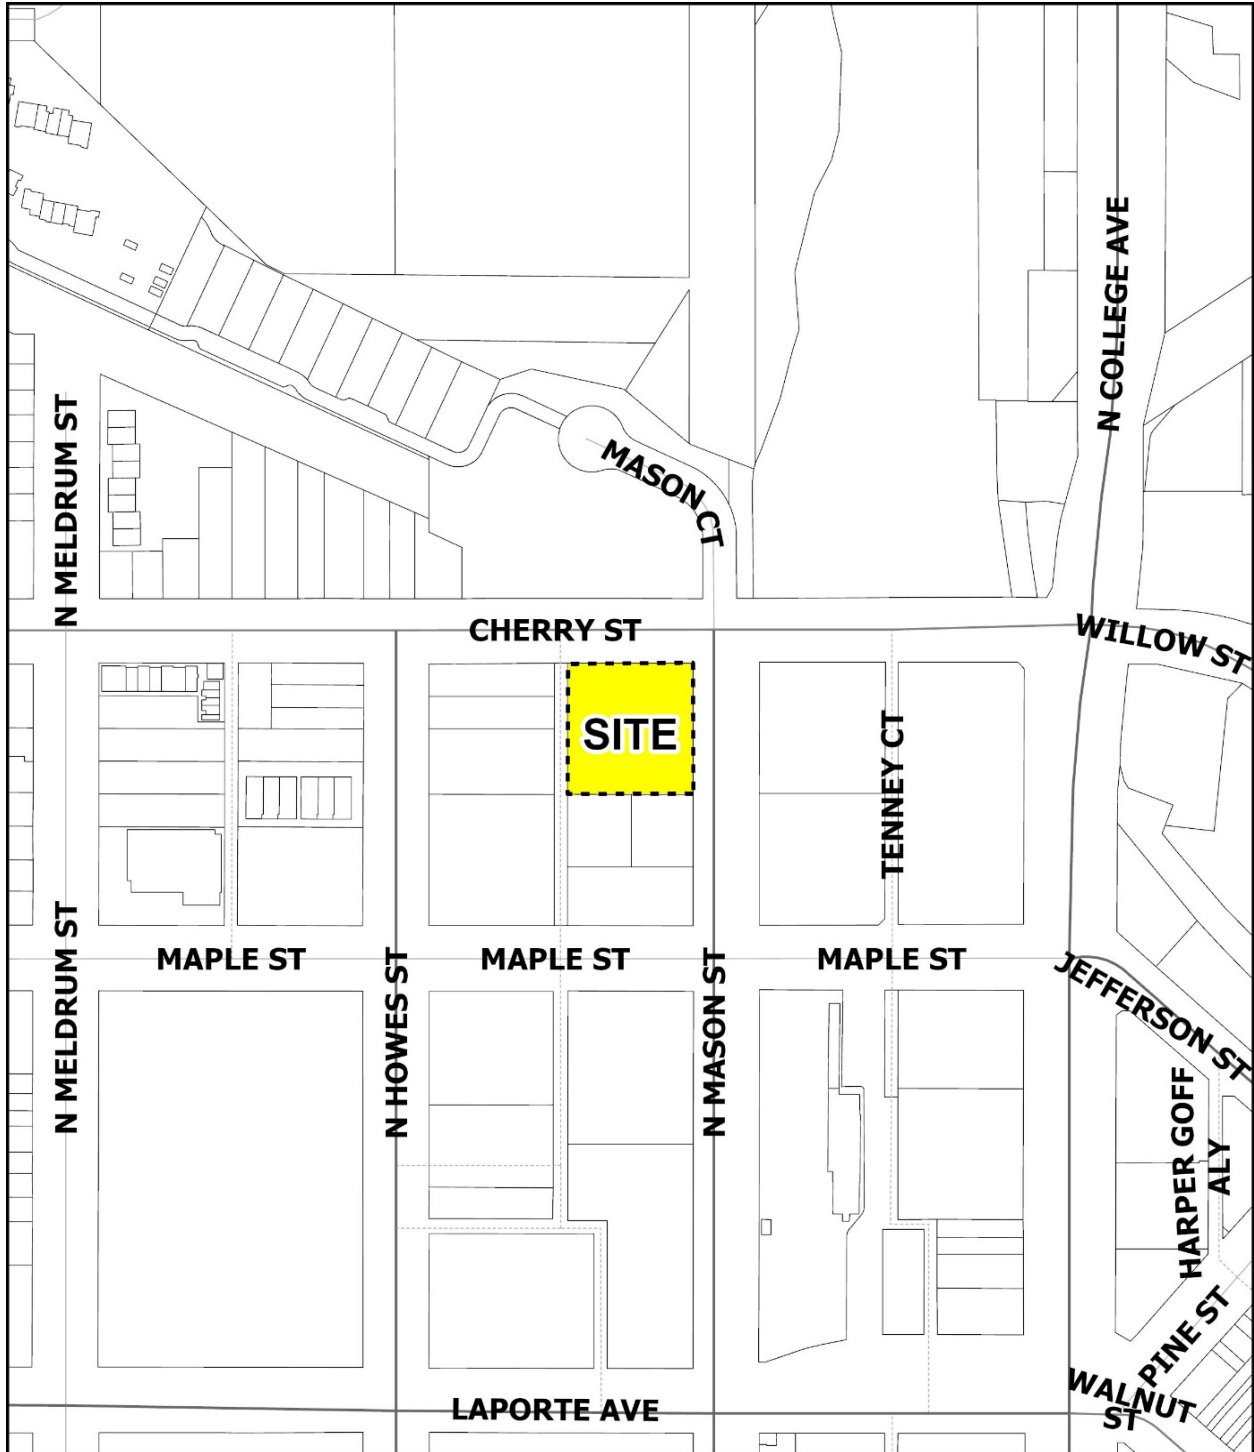 N COLLEGE AVE
N MELDRUM ST
MASON CT
CHERRY ST
WILLOW ST
SITE
TENNEY CT
N MELDRUM ST
MAPLE ST
N HOWES ST
MAPLE ST
N MASON ST
MAPLE ST
JEFFERSON ST
HARPER GOFF
ALY
PINE ST
WALNUT
ST
LAPORTE AVE